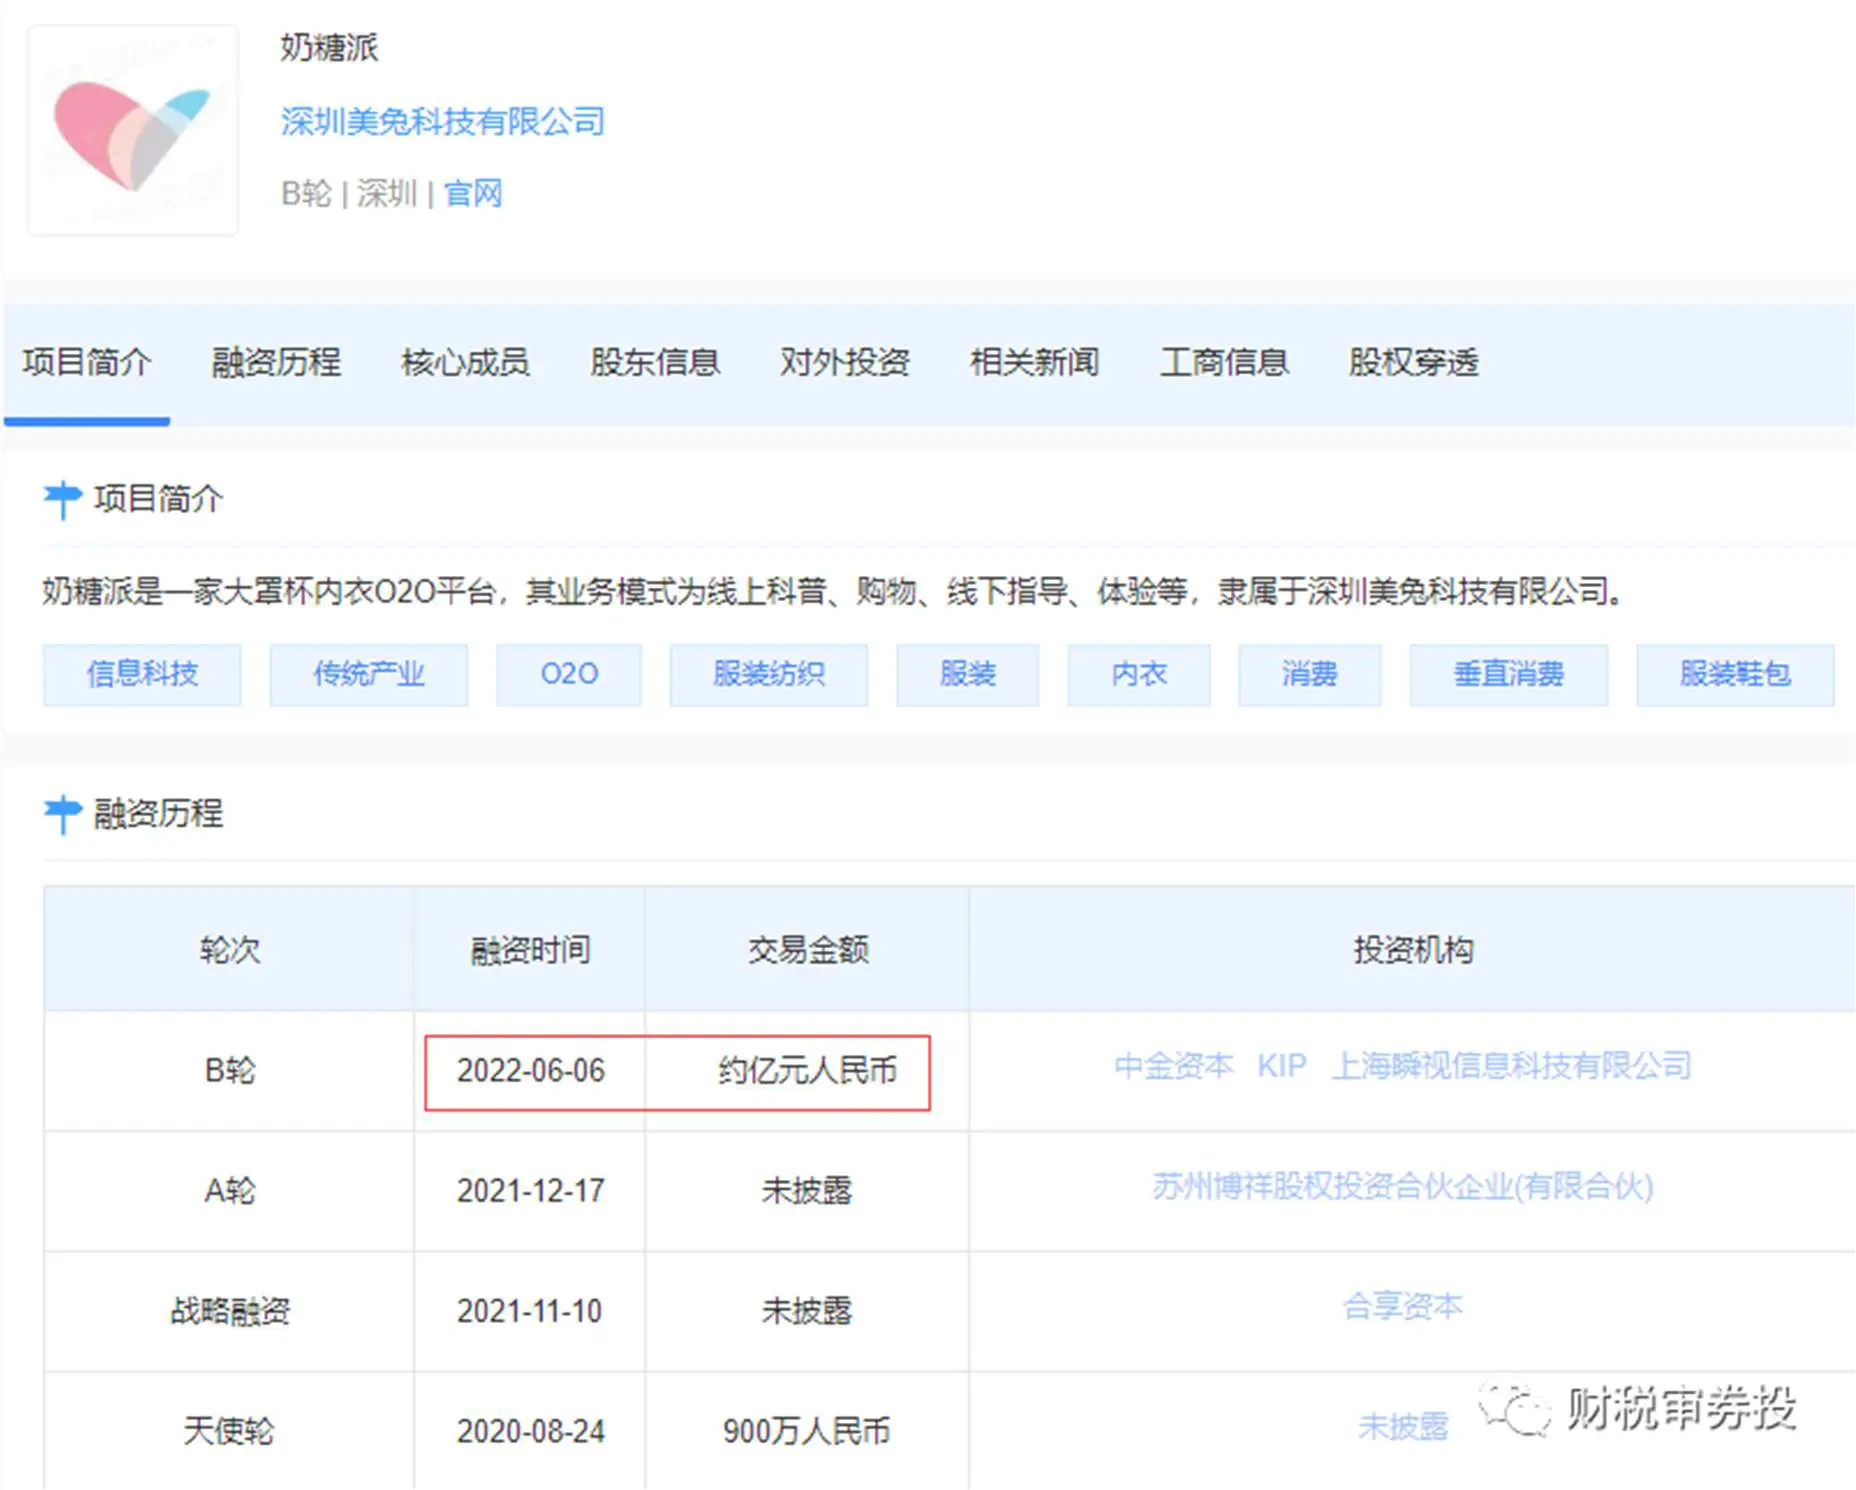 奶糖派
深圳美兔科技有限公司
B轮 | 深圳 | 官网
项目简介 融资历程 核心成员 股东信息 对外投资 相关新闻 工商信息 股权穿透
项目简介
奶糖派是一家大罩杯内衣O2O平台，其业务模式为线上科普、购物、线下指导、体验等，隶属于深圳美兔科技有限公司。
信息科技 传统产业 O2O 服装纺织 服装 内衣 消费 垂直消费 服装鞋包
融资历程
轮次 融资时间 交易金额 投资机构
B轮 2022-06-06 约亿元人民币 中金资本 KIP 上海瞬视信息科技有限公司
A轮 2021-12-17 未披露 苏州博祥股权投资合伙企业(有限合伙)
战略融资 2021-11-10 未披露 合享资本
天使轮 2020-08-24 900万人民币 未披露
财税审券投